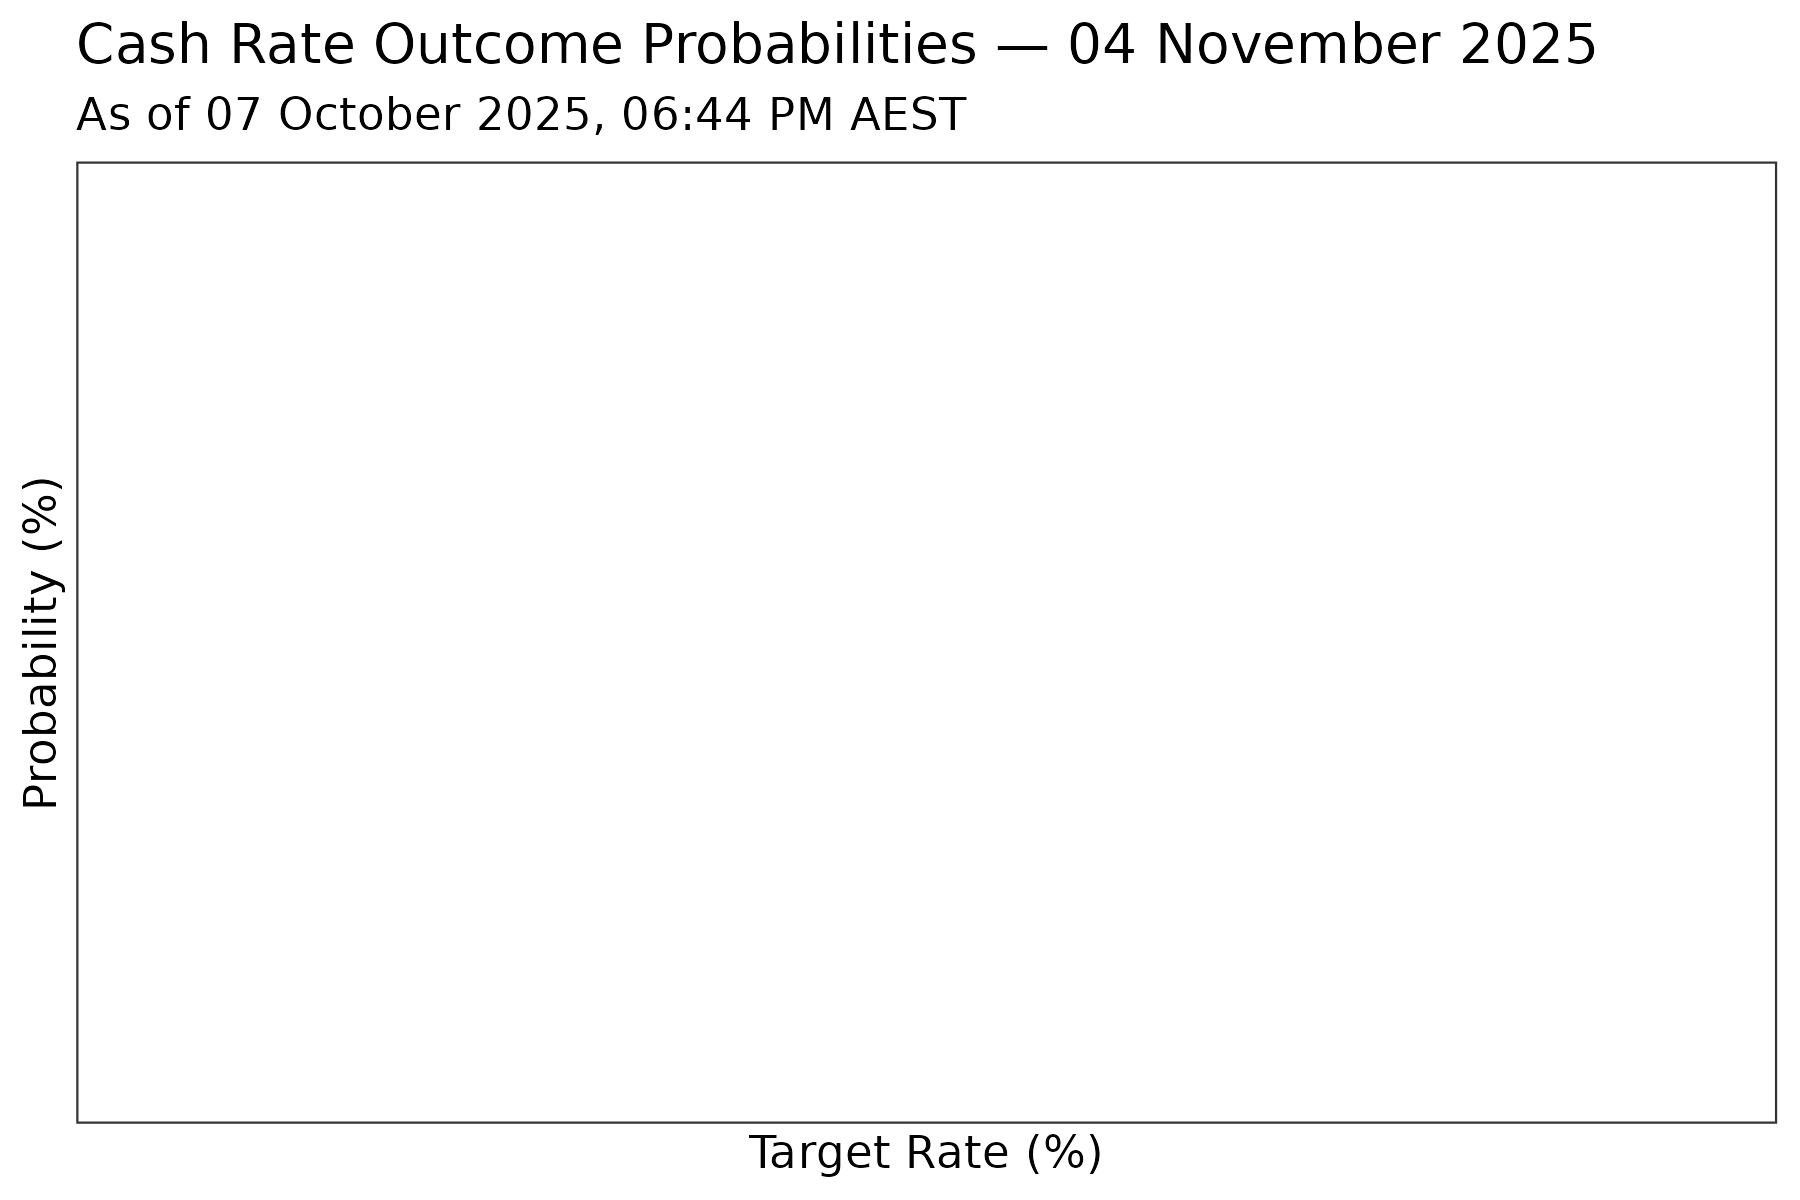 Cash Rate Outcome Probabilities — 04 November 2025
As of 07 October 2025, 06:44 PM AEST
Probability (%)
Target Rate (%)